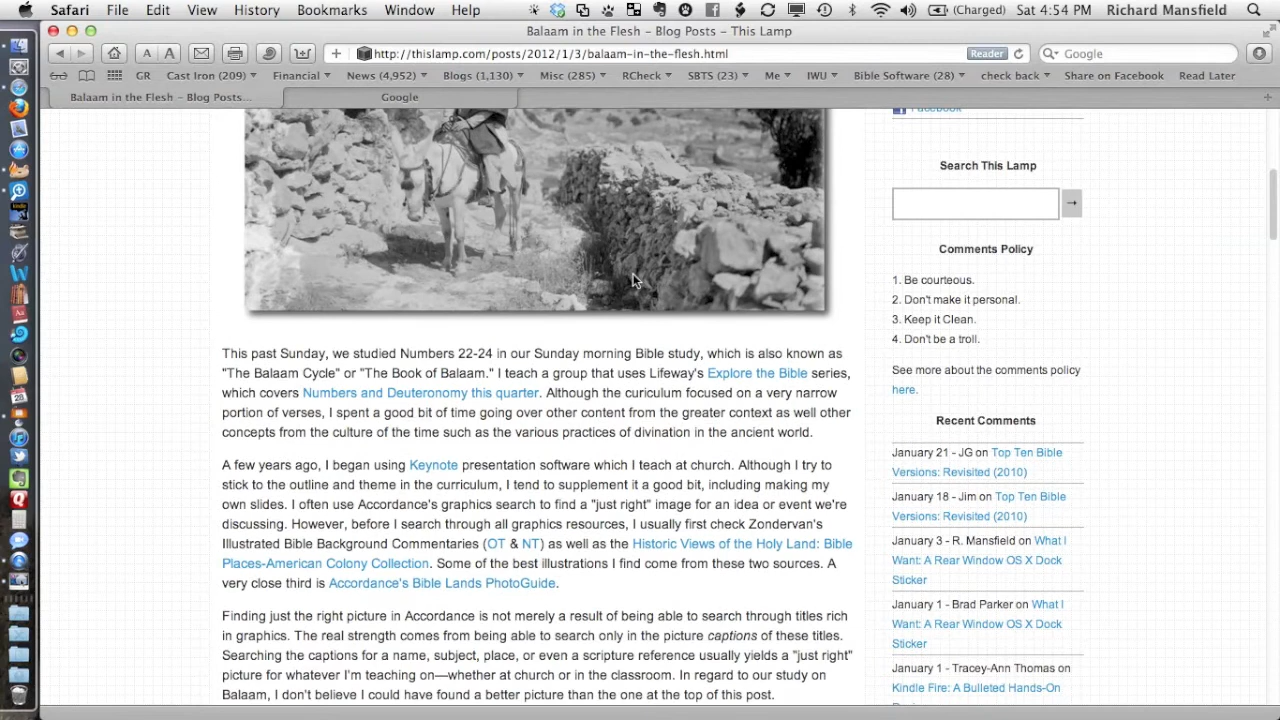 Safari File Edit View History Bookmarks Window Help (Charged) Sat 4:54 PM Richard Mansfield
Balaam in the Flesh – Blog Posts – This Lamp
A A http://thislamp.com/posts/2012/1/3/balaam-in-the-flesh.html Reader Google
GR Cast Iron (209) Financial News (4,952) Blogs (1,130) Misc (285) RCheck SBTS (23) Me IWU Bible Software (28) check back Share on Facebook Read Later
Balaam in the Flesh – Blog Posts... Google
This past Sunday, we studied Numbers 22-24 in our Sunday morning Bible study, which is also known as
"The Balaam Cycle" or "The Book of Balaam." I teach a group that uses Lifeway's Explore the Bible series,
which covers Numbers and Deuteronomy this quarter. Although the curiculum focused on a very narrow
portion of verses, I spent a good bit of time going over other content from the greater context as well other
concepts from the culture of the time such as the various practices of divination in the ancient world.
A few years ago, I began using Keynote presentation software which I teach at church. Although I try to
stick to the outline and theme in the curriculum, I tend to supplement it a good bit, including making my
own slides. I often use Accordance's graphics search to find a "just right" image for an idea or event we're
discussing. However, before I search through all graphics resources, I usually first check Zondervan's
Illustrated Bible Background Commentaries (OT & NT) as well as the Historic Views of the Holy Land: Bible
Places-American Colony Collection. Some of the best illustrations I find come from these two sources. A
very close third is Accordance's Bible Lands PhotoGuide.
Finding just the right picture in Accordance is not merely a result of being able to search through titles rich
in graphics. The real strength comes from being able to search only in the picture captions of these titles.
Searching the captions for a name, subject, place, or even a scripture reference usually yields a "just right"
picture for whatever I'm teaching on—whether at church or in the classroom. In regard to our study on
Balaam, I don't believe I could have found a better picture than the one at the top of this post.
Facebook
Search This Lamp
Comments Policy
1. Be courteous.
2. Don't make it personal.
3. Keep it Clean.
4. Don't be a troll.
See more about the comments policy
here.
Recent Comments
January 21 - JG on Top Ten Bible
Versions: Revisited (2010)
January 18 - Jim on Top Ten Bible
Versions: Revisited (2010)
January 3 - R. Mansfield on What I
Want: A Rear Window OS X Dock
Sticker
January 1 - Brad Parker on What I
Want: A Rear Window OS X Dock
Sticker
January 1 - Tracey-Ann Thomas on
Kindle Fire: A Bulleted Hands-On